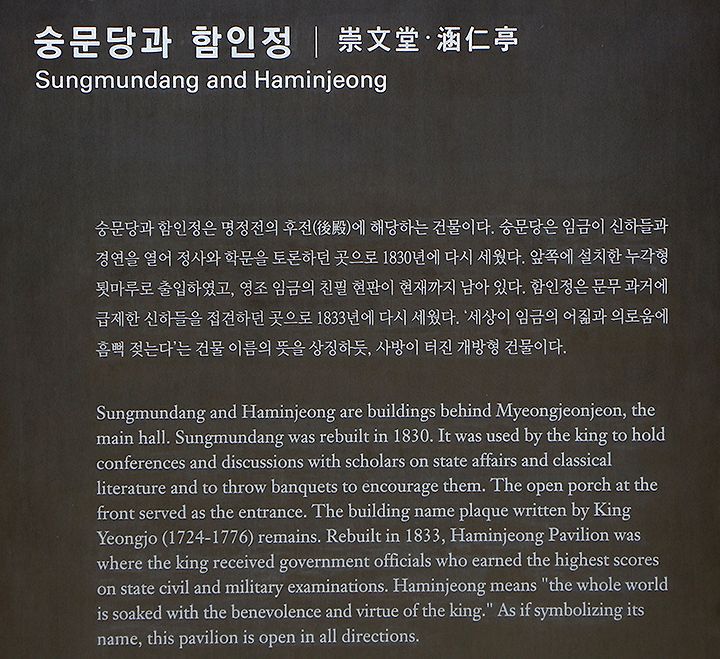 숭문당과 함인정 | 崇文堂·涵仁亭
Sungmundang and Haminjeong
숭문당과 함인정은 명정전의 후전(後殿)에 해당하는 건물이다. 숭문당은 임금이 신하들과
경연을 열어 정사와 학문을 토론하던 곳으로 1830년에 다시 세웠다. 앞쪽에 설치한 누각형
툇마루로 출입하였고, 영조 임금의 친필 현판이 현재까지 남아 있다. 함인정은 문무 과거에
급제한 신하들을 접견하던 곳으로 1833년에 다시 세웠다. ‘세상이 임금의 어짊과 의로움에
흠뻑 젖는다’는 건물 이름의 뜻을 상징하듯, 사방이 터진 개방형 건물이다.
Sungmundang and Haminjeong are buildings behind Myeongjeonjeon, the
main hall. Sungmundang was rebuilt in 1830. It was used by the king to hold
conferences and discussions with scholars on state affairs and classical
literature and to throw banquets to encourage them. The open porch at the
front served as the entrance. The building name plaque written by King
Yeongjo (1724-1776) remains. Rebuilt in 1833, Haminjeong Pavilion was
where the king received government officials who earned the highest scores
on state civil and military examinations. Haminjeong means "the whole world
is soaked with the benevolence and virtue of the king." As if symbolizing its
name, this pavilion is open in all directions.